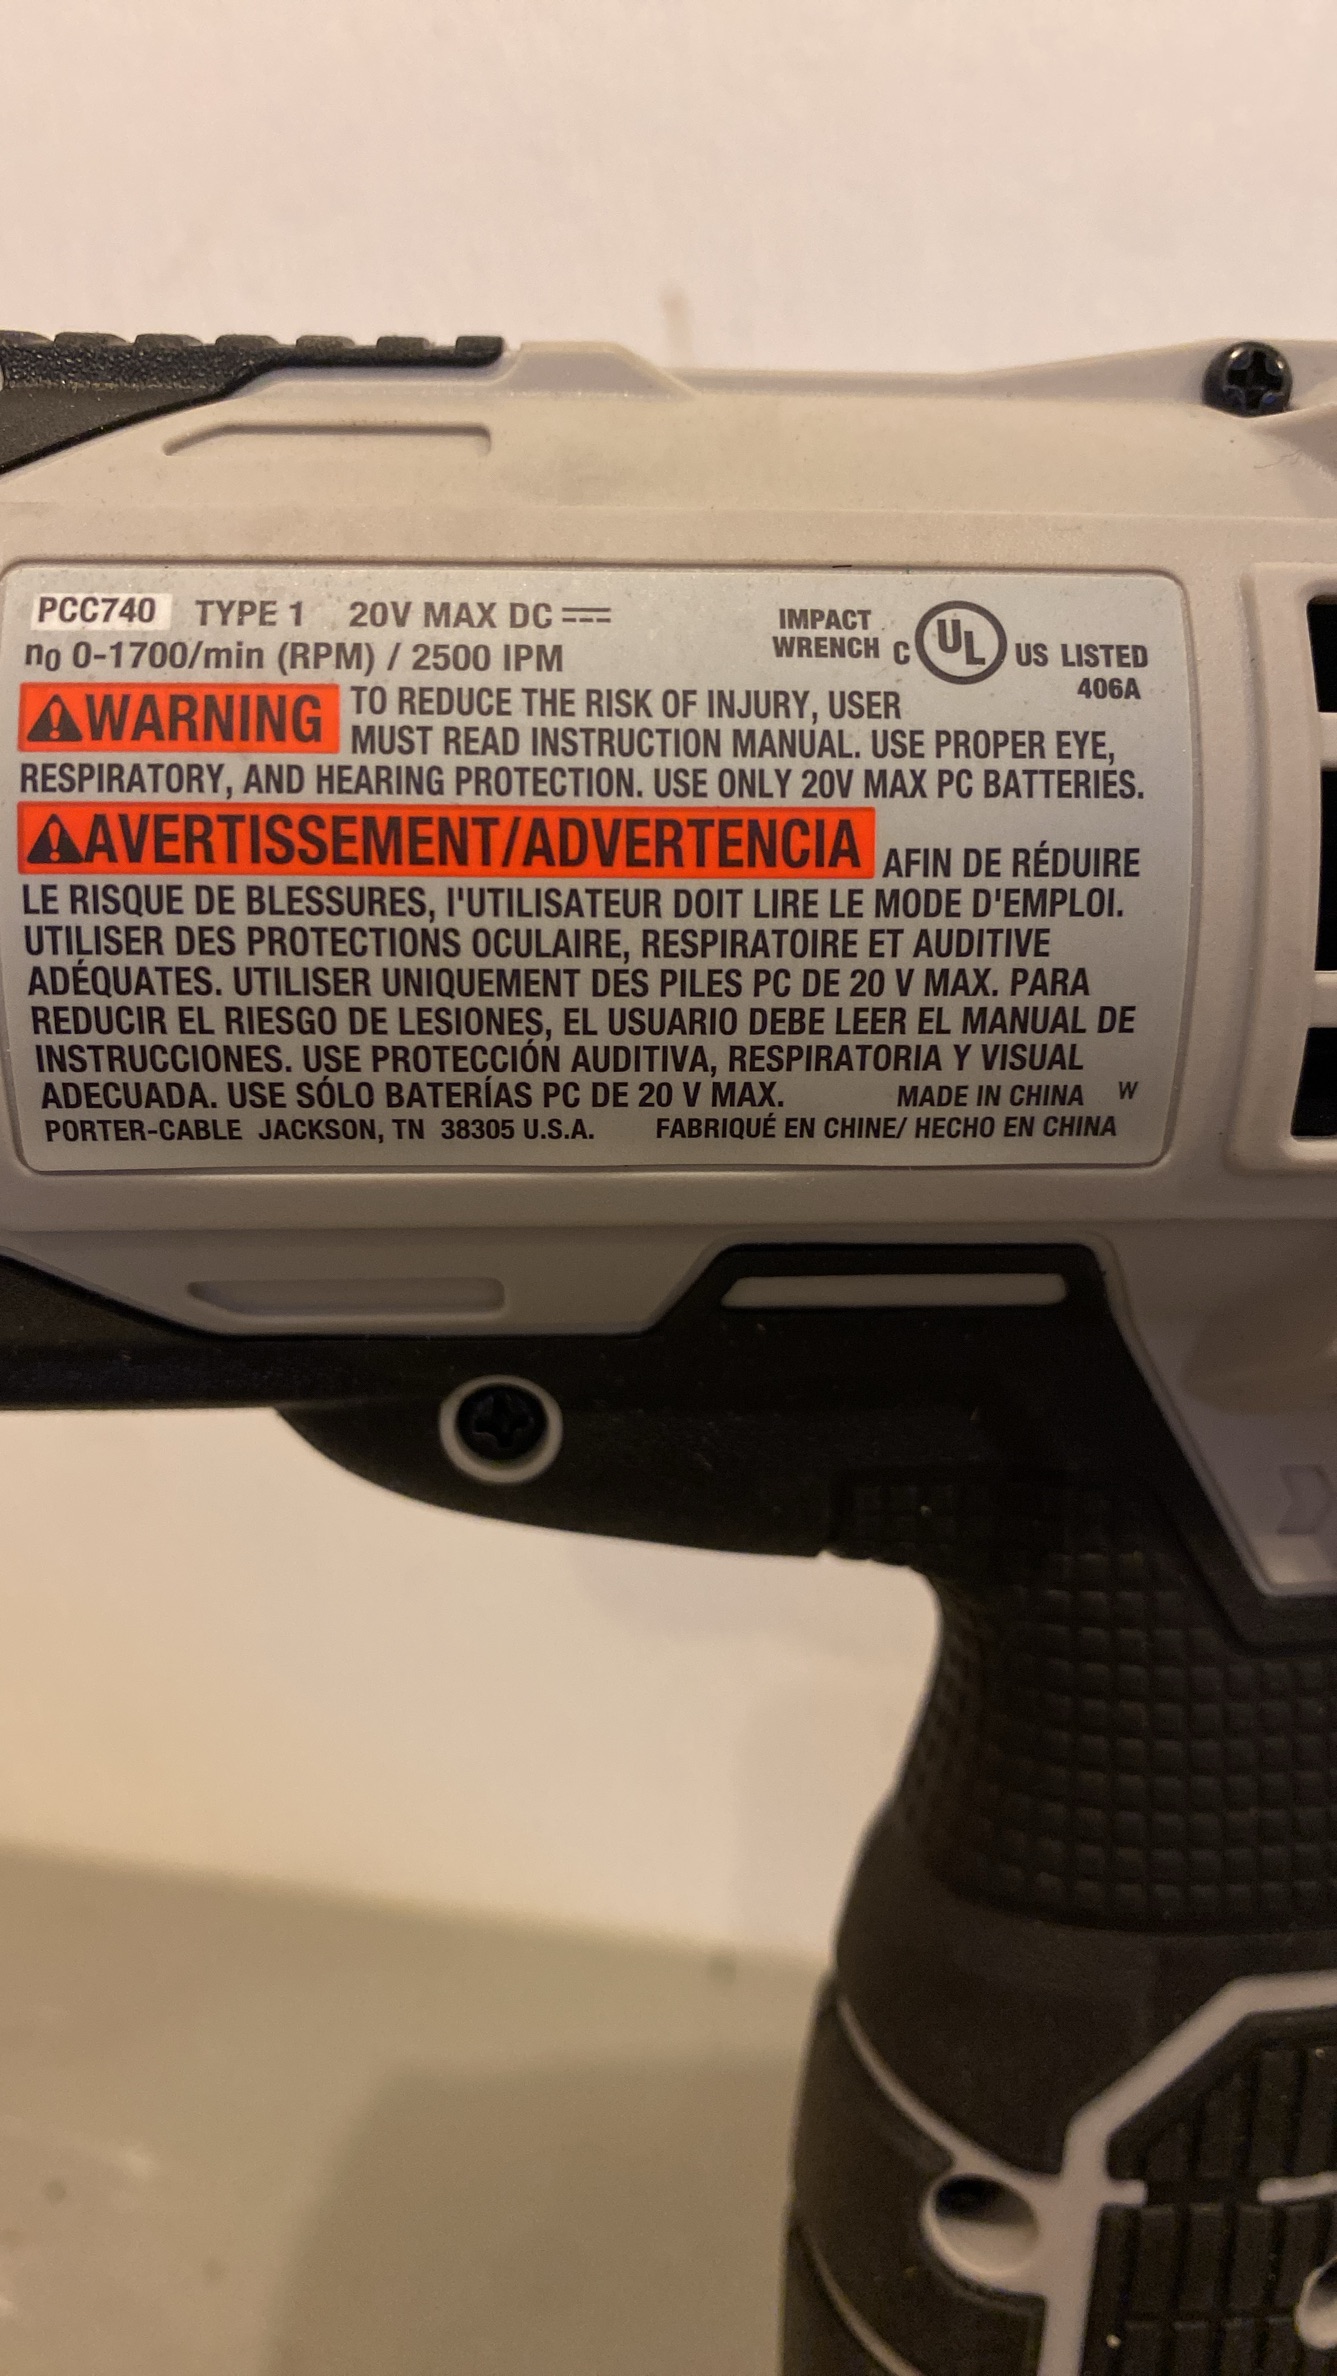 PCC740 TYPE 1 20V MAX DC
n0 0-1700/min (RPM) / 2500 IPM
IMPACT
WRENCH C UL US LISTED
406A
WARNING TO REDUCE THE RISK OF INJURY, USER
MUST READ INSTRUCTION MANUAL. USE PROPER EYE,
RESPIRATORY, AND HEARING PROTECTION. USE ONLY 20V MAX PC BATTERIES.
AVERTISSEMENT/ADVERTENCIA AFIN DE RÉDUIRE
LE RISQUE DE BLESSURES, l'UTILISATEUR DOIT LIRE LE MODE D'EMPLOI.
UTILISER DES PROTECTIONS OCULAIRE, RESPIRATOIRE ET AUDITIVE
ADÉQUATES. UTILISER UNIQUEMENT DES PILES PC DE 20 V MAX. PARA
REDUCIR EL RIESGO DE LESIONES, EL USUARIO DEBE LEER EL MANUAL DE
INSTRUCCIONES. USE PROTECCIÓN AUDITIVA, RESPIRATORIA Y VISUAL
ADECUADA. USE SÓLO BATERÍAS PC DE 20 V MAX. MADE IN CHINA W
PORTER-CABLE JACKSON, TN 38305 U.S.A. FABRIQUÉ EN CHINE/ HECHO EN CHINA